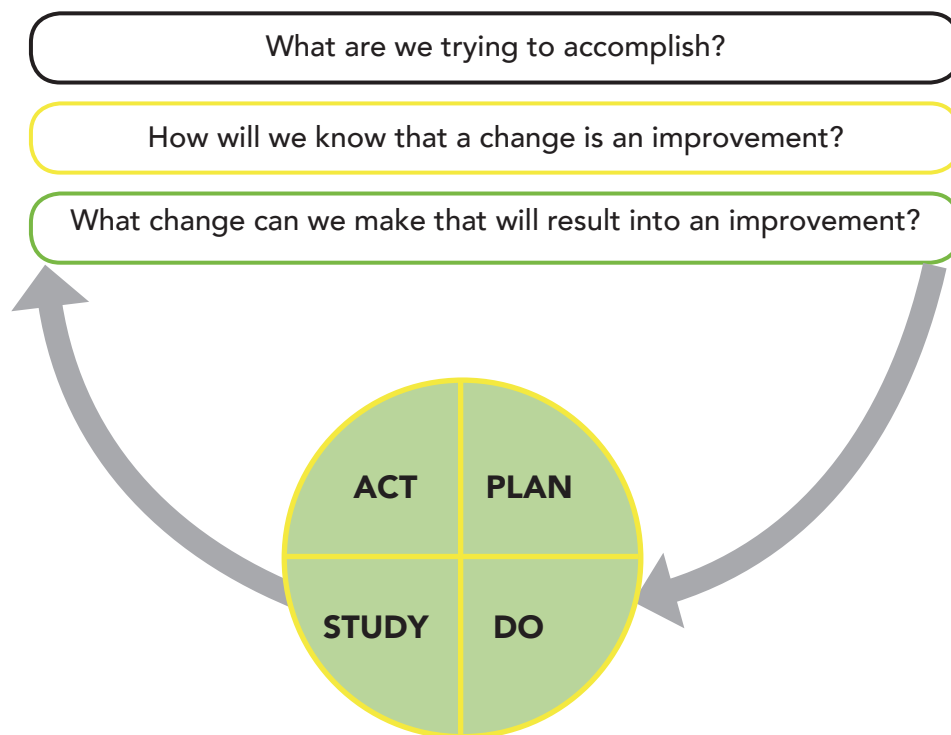 What are we trying to accomplish?
How will we know that a change is an improvement?
What change can we make that will result into an improvement?
ACT PLAN
STUDY DO